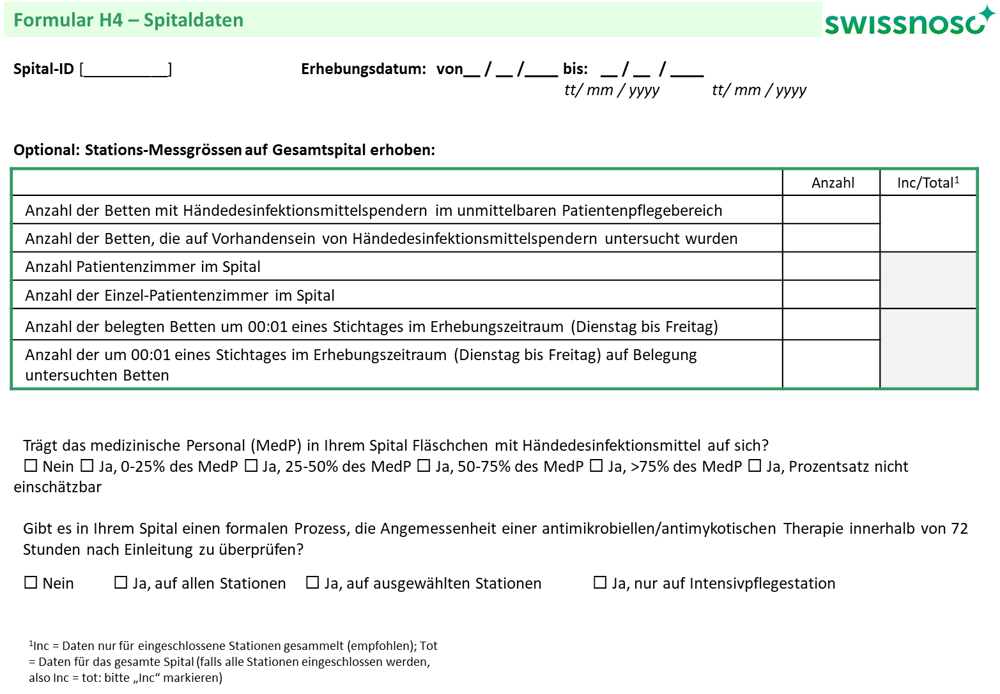 Formular H4 – Spitaldaten
swissnoso
Spital-ID [__________]
Erhebungsdatum: von__ / __ /____ bis: __ / __ / ____
tt/ mm / yyyy tt/ mm / yyyy
Optional: Stations-Messgrössen auf Gesamtspital erhoben:
Anzahl Inc/Total¹
Anzahl der Betten mit Händedesinfektionsmittelspendern im unmittelbaren Patientenpflegebereich
Anzahl der Betten, die auf Vorhandensein von Händedesinfektionsmittelspendern untersucht wurden
Anzahl Patientenzimmer im Spital
Anzahl der Einzel-Patientenzimmer im Spital
Anzahl der belegten Betten um 00:01 eines Stichtages im Erhebungszeitraum (Dienstag bis Freitag)
Anzahl der um 00:01 eines Stichtages im Erhebungszeitraum (Dienstag bis Freitag) auf Belegung
untersuchten Betten
Trägt das medizinische Personal (MedP) in Ihrem Spital Fläschchen mit Händedesinfektionsmittel auf sich?
☐ Nein ☐ Ja, 0-25% des MedP ☐ Ja, 25-50% des MedP ☐ Ja, 50-75% des MedP ☐ Ja, >75% des MedP ☐ Ja, Prozentsatz nicht
einschätzbar
Gibt es in Ihrem Spital einen formalen Prozess, die Angemessenheit einer antimikrobiellen/antimykotischen Therapie innerhalb von 72
Stunden nach Einleitung zu überprüfen?
☐ Nein ☐ Ja, auf allen Stationen ☐ Ja, auf ausgewählten Stationen ☐ Ja, nur auf Intensivpflegestation
¹Inc = Daten nur für eingeschlossene Stationen gesammelt (empfohlen); Tot
= Daten für das gesamte Spital (falls alle Stationen eingeschlossen werden,
also Inc = tot: bitte „Inc“ markieren)